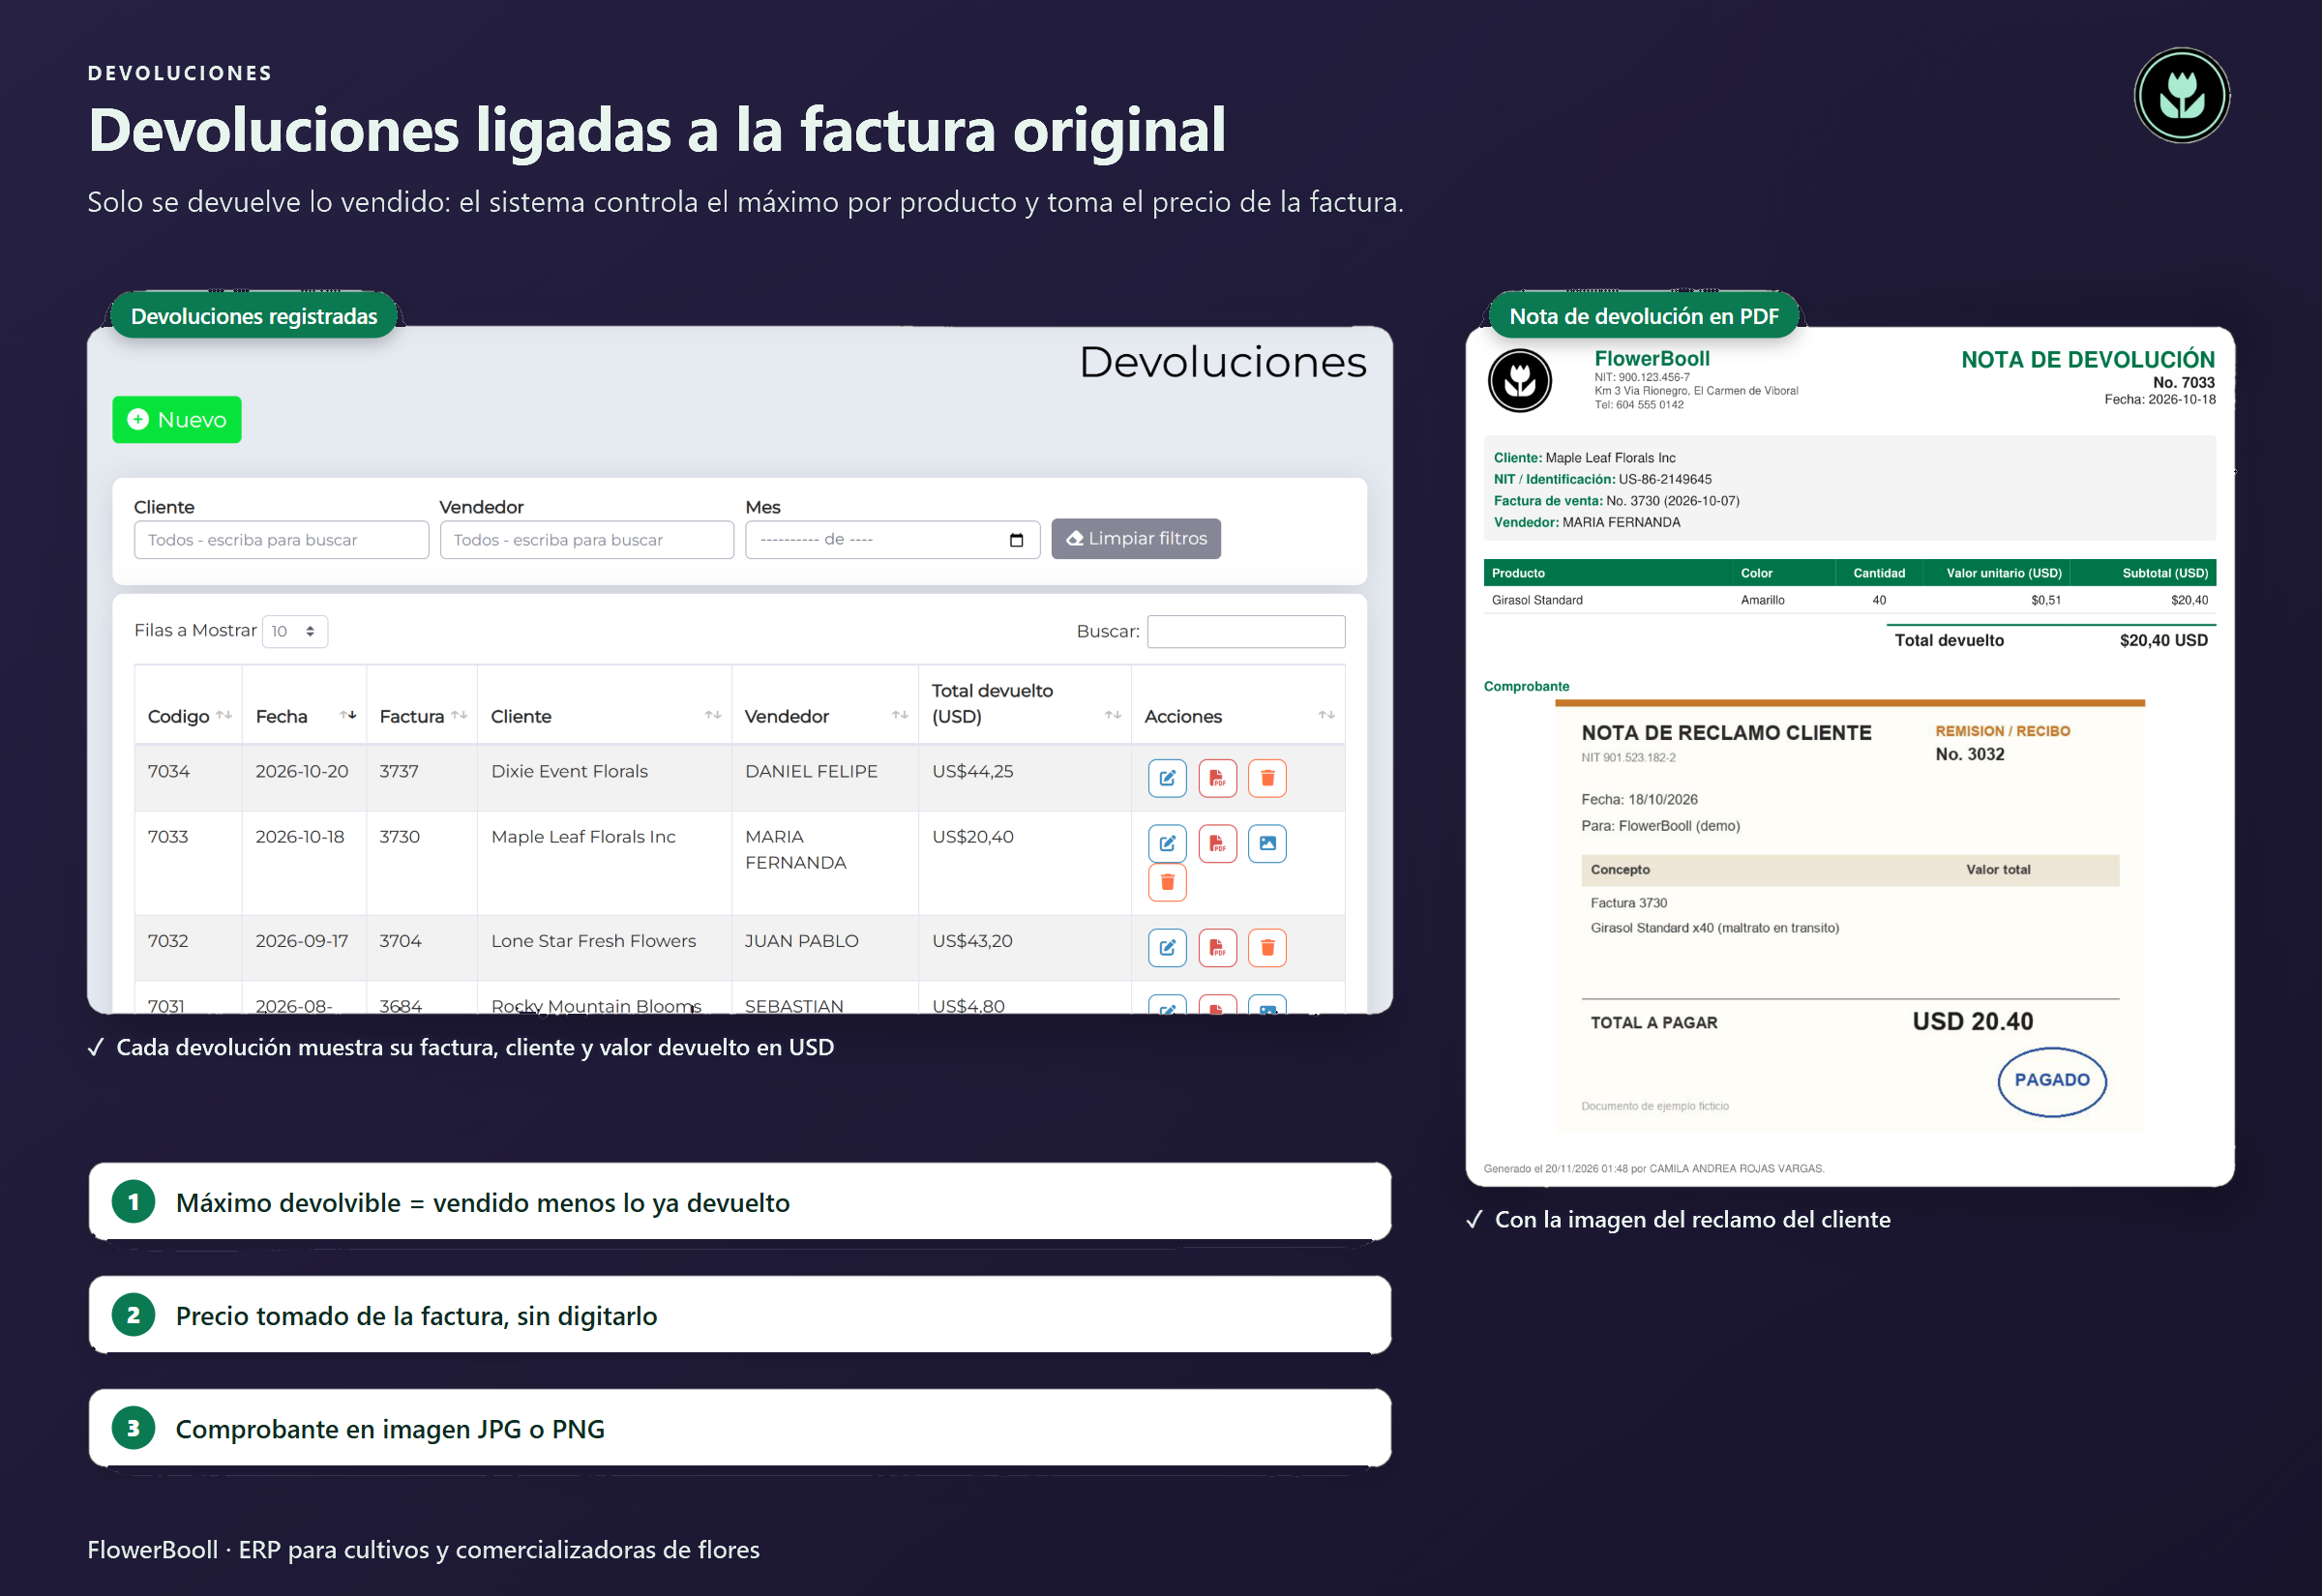 DEVOLUCIONES
Devoluciones ligadas a la factura original
Solo se devuelve lo vendido: el sistema controla el máximo por producto y toma el precio de la factura.
Devoluciones registradas
Devoluciones
Nuevo
Cliente Vendedor Mes
Todos - escriba para buscar Todos - escriba para buscar ---------- de ---- Limpiar filtros
Filas a Mostrar 10 Buscar:
Codigo Fecha Factura Cliente Vendedor Total devuelto (USD) Acciones
7034 2026-10-20 3737 Dixie Event Florals DANIEL FELIPE US$44,25
PDF
7033 2026-10-18 3730 Maple Leaf Florals Inc MARIA FERNANDA US$20,40
PDF
7032 2026-09-17 3704 Lone Star Fresh Flowers JUAN PABLO US$43,20
PDF
7031 2026-08- 3684 Rocky Mountain Blooms SEBASTIAN US$4,80
✓ Cada devolución muestra su factura, cliente y valor devuelto en USD
1 Máximo devolvible = vendido menos lo ya devuelto
2 Precio tomado de la factura, sin digitarlo
3 Comprobante en imagen JPG o PNG
Nota de devolución en PDF
FlowerBooll
NIT: 900.123.456-7
Km 3 Via Rionegro, El Carmen de Viboral
Tel: 604 555 0142
NOTA DE DEVOLUCIÓN
No. 7033
Fecha: 2026-10-18
Cliente: Maple Leaf Florals Inc
NIT / Identificación: US-86-2149645
Factura de venta: No. 3730 (2026-10-07)
Vendedor: MARIA FERNANDA
Producto Color Cantidad Valor unitario (USD) Subtotal (USD)
Girasol Standard Amarillo 40 $0,51 $20,40
Total devuelto $20,40 USD
Comprobante
NOTA DE RECLAMO CLIENTE
NIT 901.523.182-2
REMISION / RECIBO
No. 3032
Fecha: 18/10/2026
Para: FlowerBooll (demo)
Concepto Valor total
Factura 3730
Girasol Standard x40 (maltrato en transito)
TOTAL A PAGAR USD 20.40
PAGADO
Documento de ejemplo ficticio
Generado el 20/11/2026 01:48 por CAMILA ANDREA ROJAS VARGAS.
✓ Con la imagen del reclamo del cliente
FlowerBooll · ERP para cultivos y comercializadoras de flores